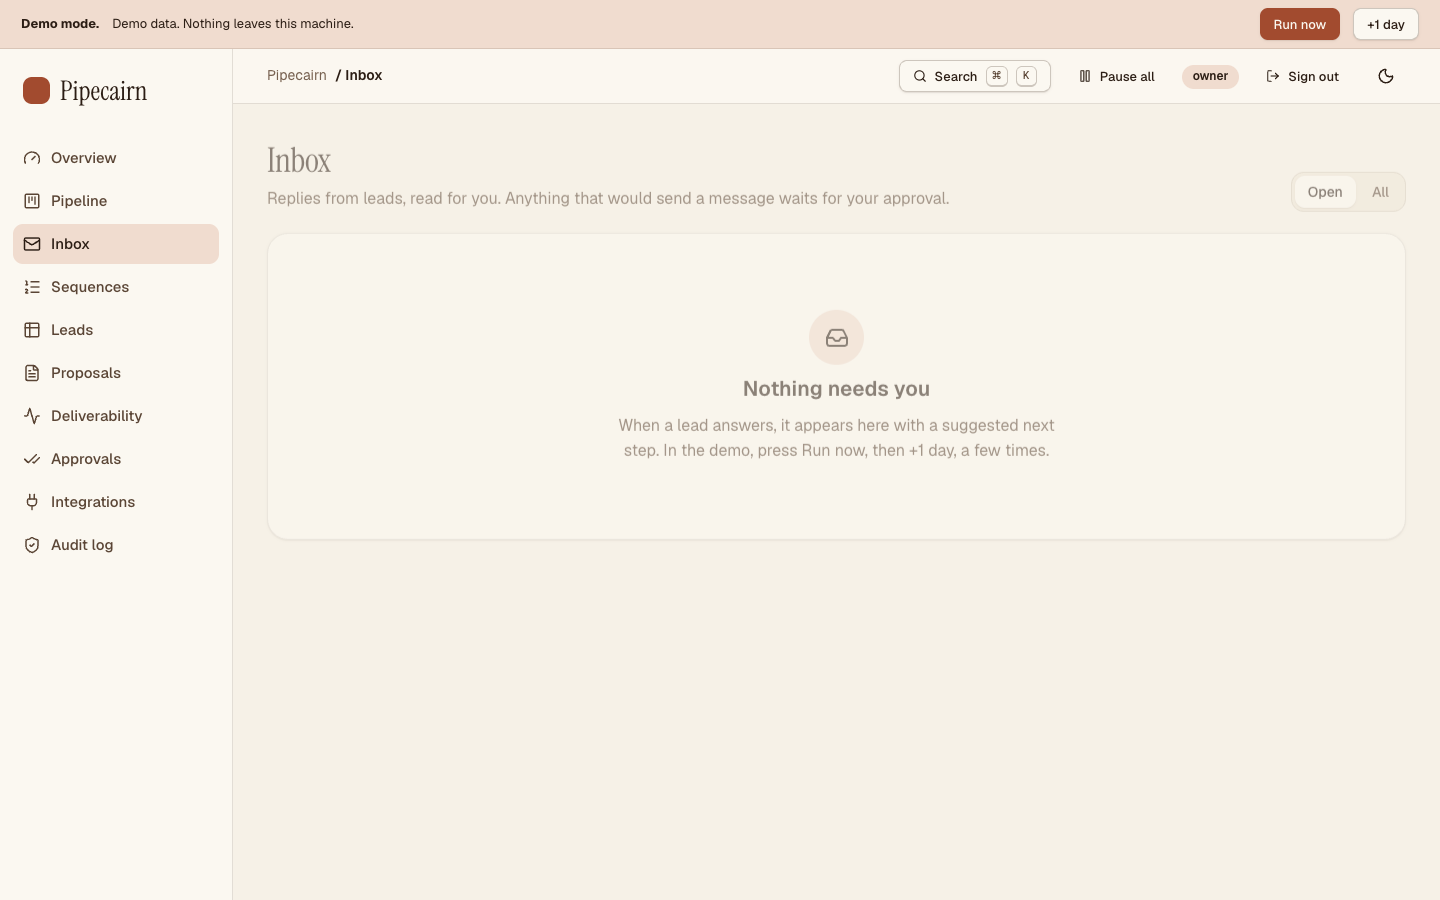 Demo mode. Demo data. Nothing leaves this machine.
Run now
+1 day
Pipecairn
Pipecairn / Inbox
Search ⌘ K
Pause all
owner
Sign out
Overview
Pipeline
Inbox
Sequences
Leads
Proposals
Deliverability
Approvals
Integrations
Audit log
Inbox
Replies from leads, read for you. Anything that would send a message waits for your approval.
Open
All
Nothing needs you
When a lead answers, it appears here with a suggested next
step. In the demo, press Run now, then +1 day, a few times.